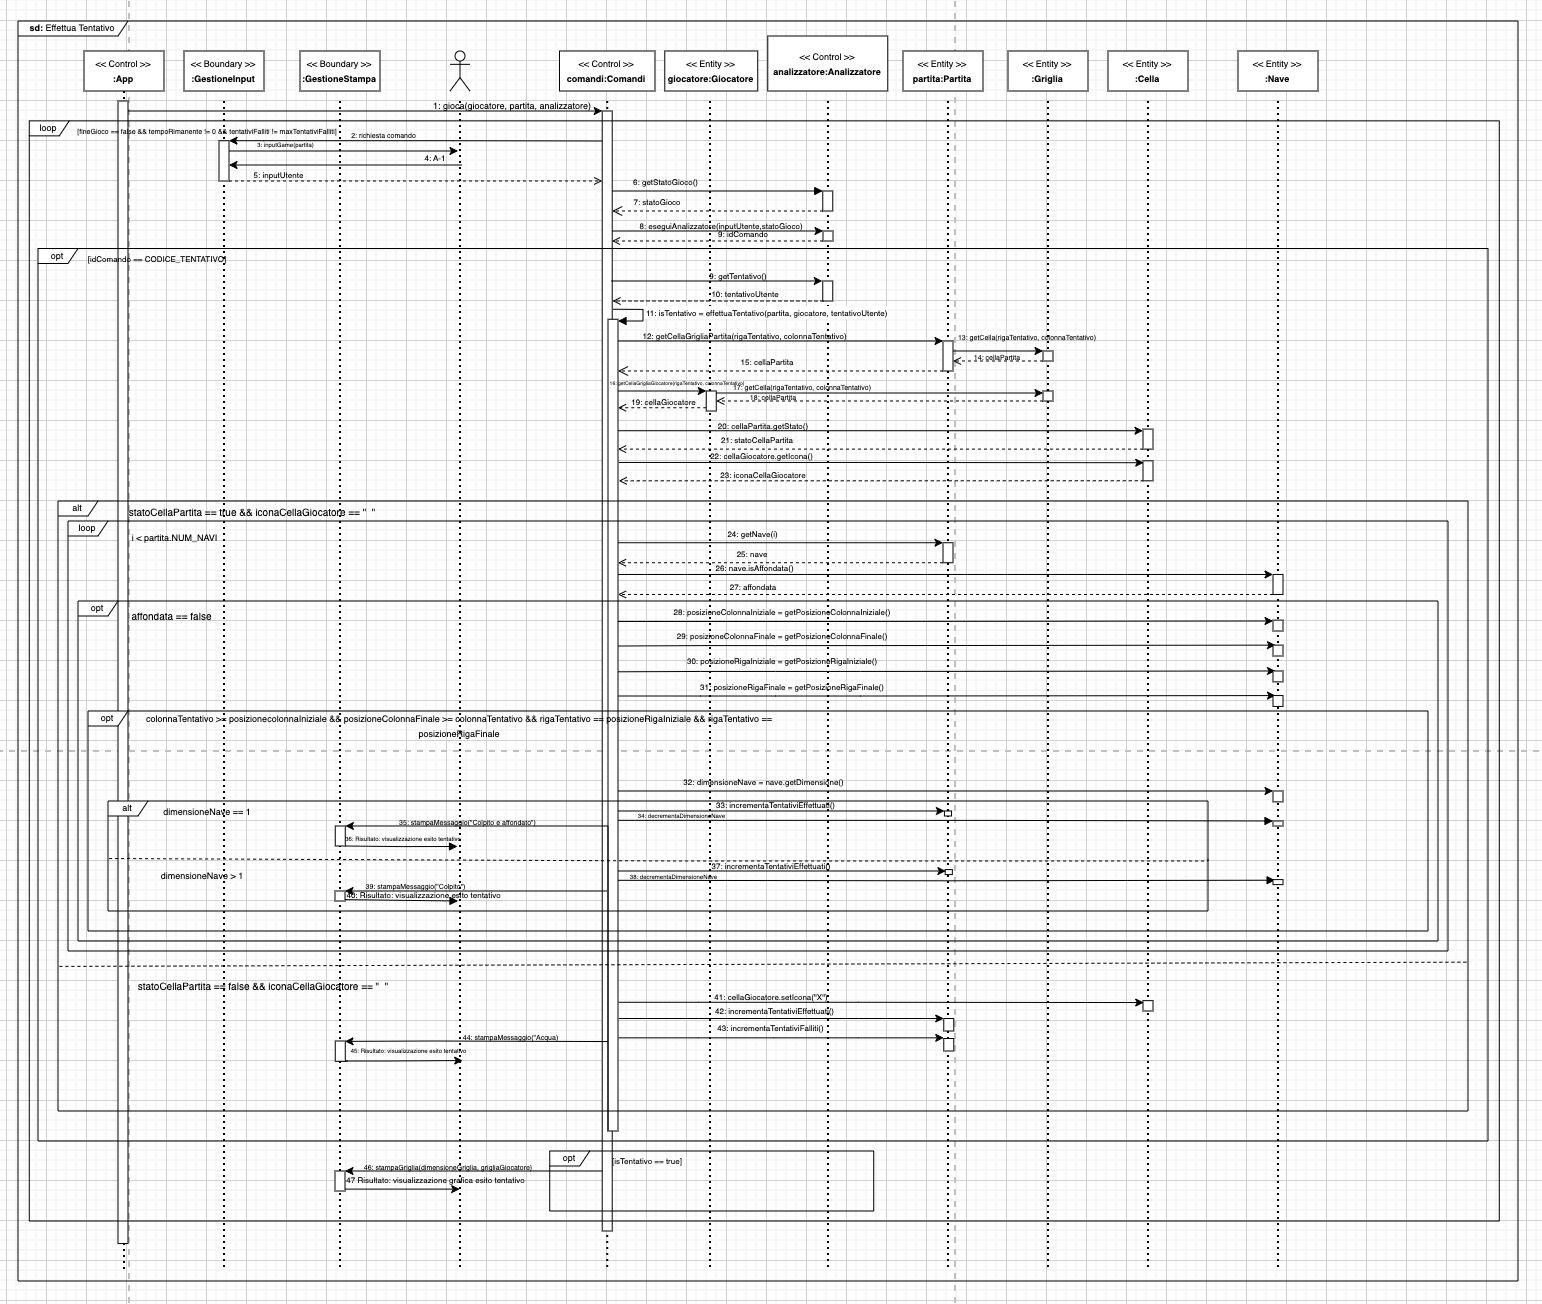 sd: Effettua Tentativo
<< Control >>
:App
<< Boundary >>
:GestioneInput
<< Boundary >>
:GestioneStampa
<< Control >>
comandi:Comandi
<< Entity >>
giocatore:Giocatore
<< Control >>
analizzatore:Analizzatore
<< Entity >>
partita:Partita
<< Entity >>
:Griglia
<< Entity >>
:Cella
<< Entity >>
:Nave
1: gioca(giocatore, partita, analizzatore)
loop
[fineGioco == false && tempoRimanente != 0 && tentativiFalliti != maxTentativiFalliti]
2: richiesta comando
3: inputGame(partita)
4: A-1
5: inputUtente
6: getStatoGioco()
7: statoGioco
8: eseguiAnalizzatore(inputUtente,statoGioco)
9: idComando
opt
[idComando == CODICE_TENTATIVO]
9: getTentativo()
10: tentativoUtente
11: isTentativo = effettuaTentativo(partita, giocatore, tentativoUtente)
12: getCellaGrigliaPartita(rigaTentativo, colonnaTentativo)
13: getCella(rigaTentativo, colonnaTentativo)
14: cellaPartita
15: cellaPartita
16: getCellaGrigliaGiocatore(rigaTentativo, colonnaTentativo)
17: getCella(rigaTentativo, colonnaTentativo)
18: cellaPartita
19: cellaGiocatore
20: cellaPartita.getStato()
21: statoCellaPartita
22: cellaGiocatore.getIcona()
23: iconaCellaGiocatore
alt
statoCellaPartita == true && iconaCellaGiocatore == "  "
loop
i < partita.NUM_NAVI
24: getNave(i)
25: nave
26: nave.isAffondata()
27: affondata
opt
affondata == false
28: posizioneColonnaIniziale = getPosizioneColonnaIniziale()
29: posizioneColonnaFinale = getPosizioneColonnaFinale()
30: posizioneRigaIniziale = getPosizioneRigaIniziale()
31: posizioneRigaFinale = getPosizioneRigaFinale()
opt
colonnaTentativo >= posizionecolonnaIniziale && posizioneColonnaFinale >= colonnaTentativo && rigaTentativo == posizioneRigaIniziale && rigaTentativo ==
posizioneRigaFinale
32: dimensioneNave = nave.getDimensione()
alt
dimensioneNave == 1
33: incrementaTentativiEffettuati()
34: decrementaDimensioneNave
35: stampaMessaggio("Colpito e affondato")
36: Risultato: visualizzazione esito tentativo
37: incrementaTentativiEffettuati()
dimensioneNave > 1
38: decrementaDimensioneNave
39: stampaMessaggio("Colpito")
40: Risultato: visualizzazione esito tentativo
statoCellaPartita == false && iconaCellaGiocatore == "  "
41: cellaGiocatore.setIcona("X")
42: incrementaTentativiEffettuati()
43: incrementaTentativiFalliti()
44: stampaMessaggio("Acqua)
45: Risultato: visualizzazione esito tentativo
opt
[isTentativo == true]
46: stampaGriglia(dimensioneGriglia, grigliaGiocatore)
47 Risultato: visualizzazione grafica esito tentativo